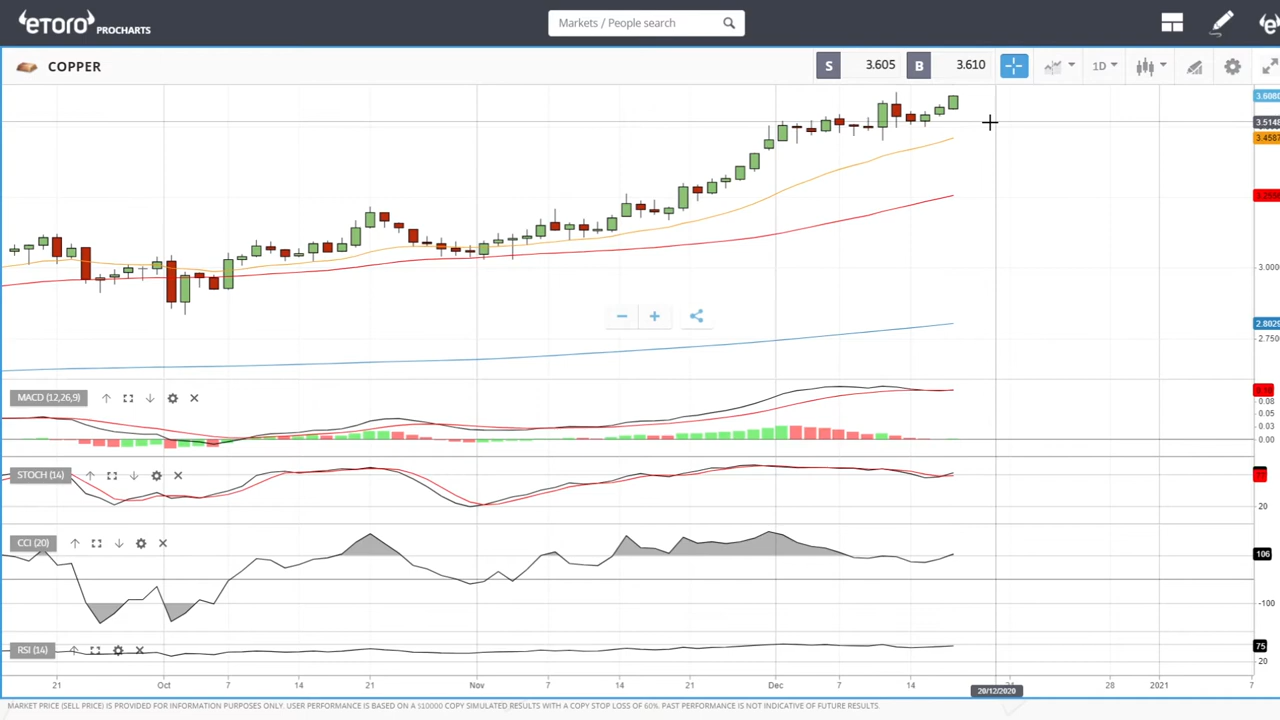 eToro PROCHARTS
Markets / People search
COPPER
S 3.605 B 3.610 1D
3.6080
3.5148
3.4587
3.0000
2.8029
2.7500
MACD (12,26,9)
0.08
0.05
0.03
0.00
STOCH (14)
20
CCI (20)
106
-100
RSI (14)
75
20
21 Oct 7 14 21 Nov 7 14 21 Dec 7 14 28 2021 7
20/12/2020
MARKET PRICE (SELL PRICE) IS PROVIDED FOR INFORMATION PURPOSES ONLY. USER PERFORMANCE IS BASED ON A $10000 COPY SIMULATED RESULTS WITH A COPY STOP LOSS OF 60%. PAST PERFORMANCE IS NOT INDICATIVE OF FUTURE RESULTS.